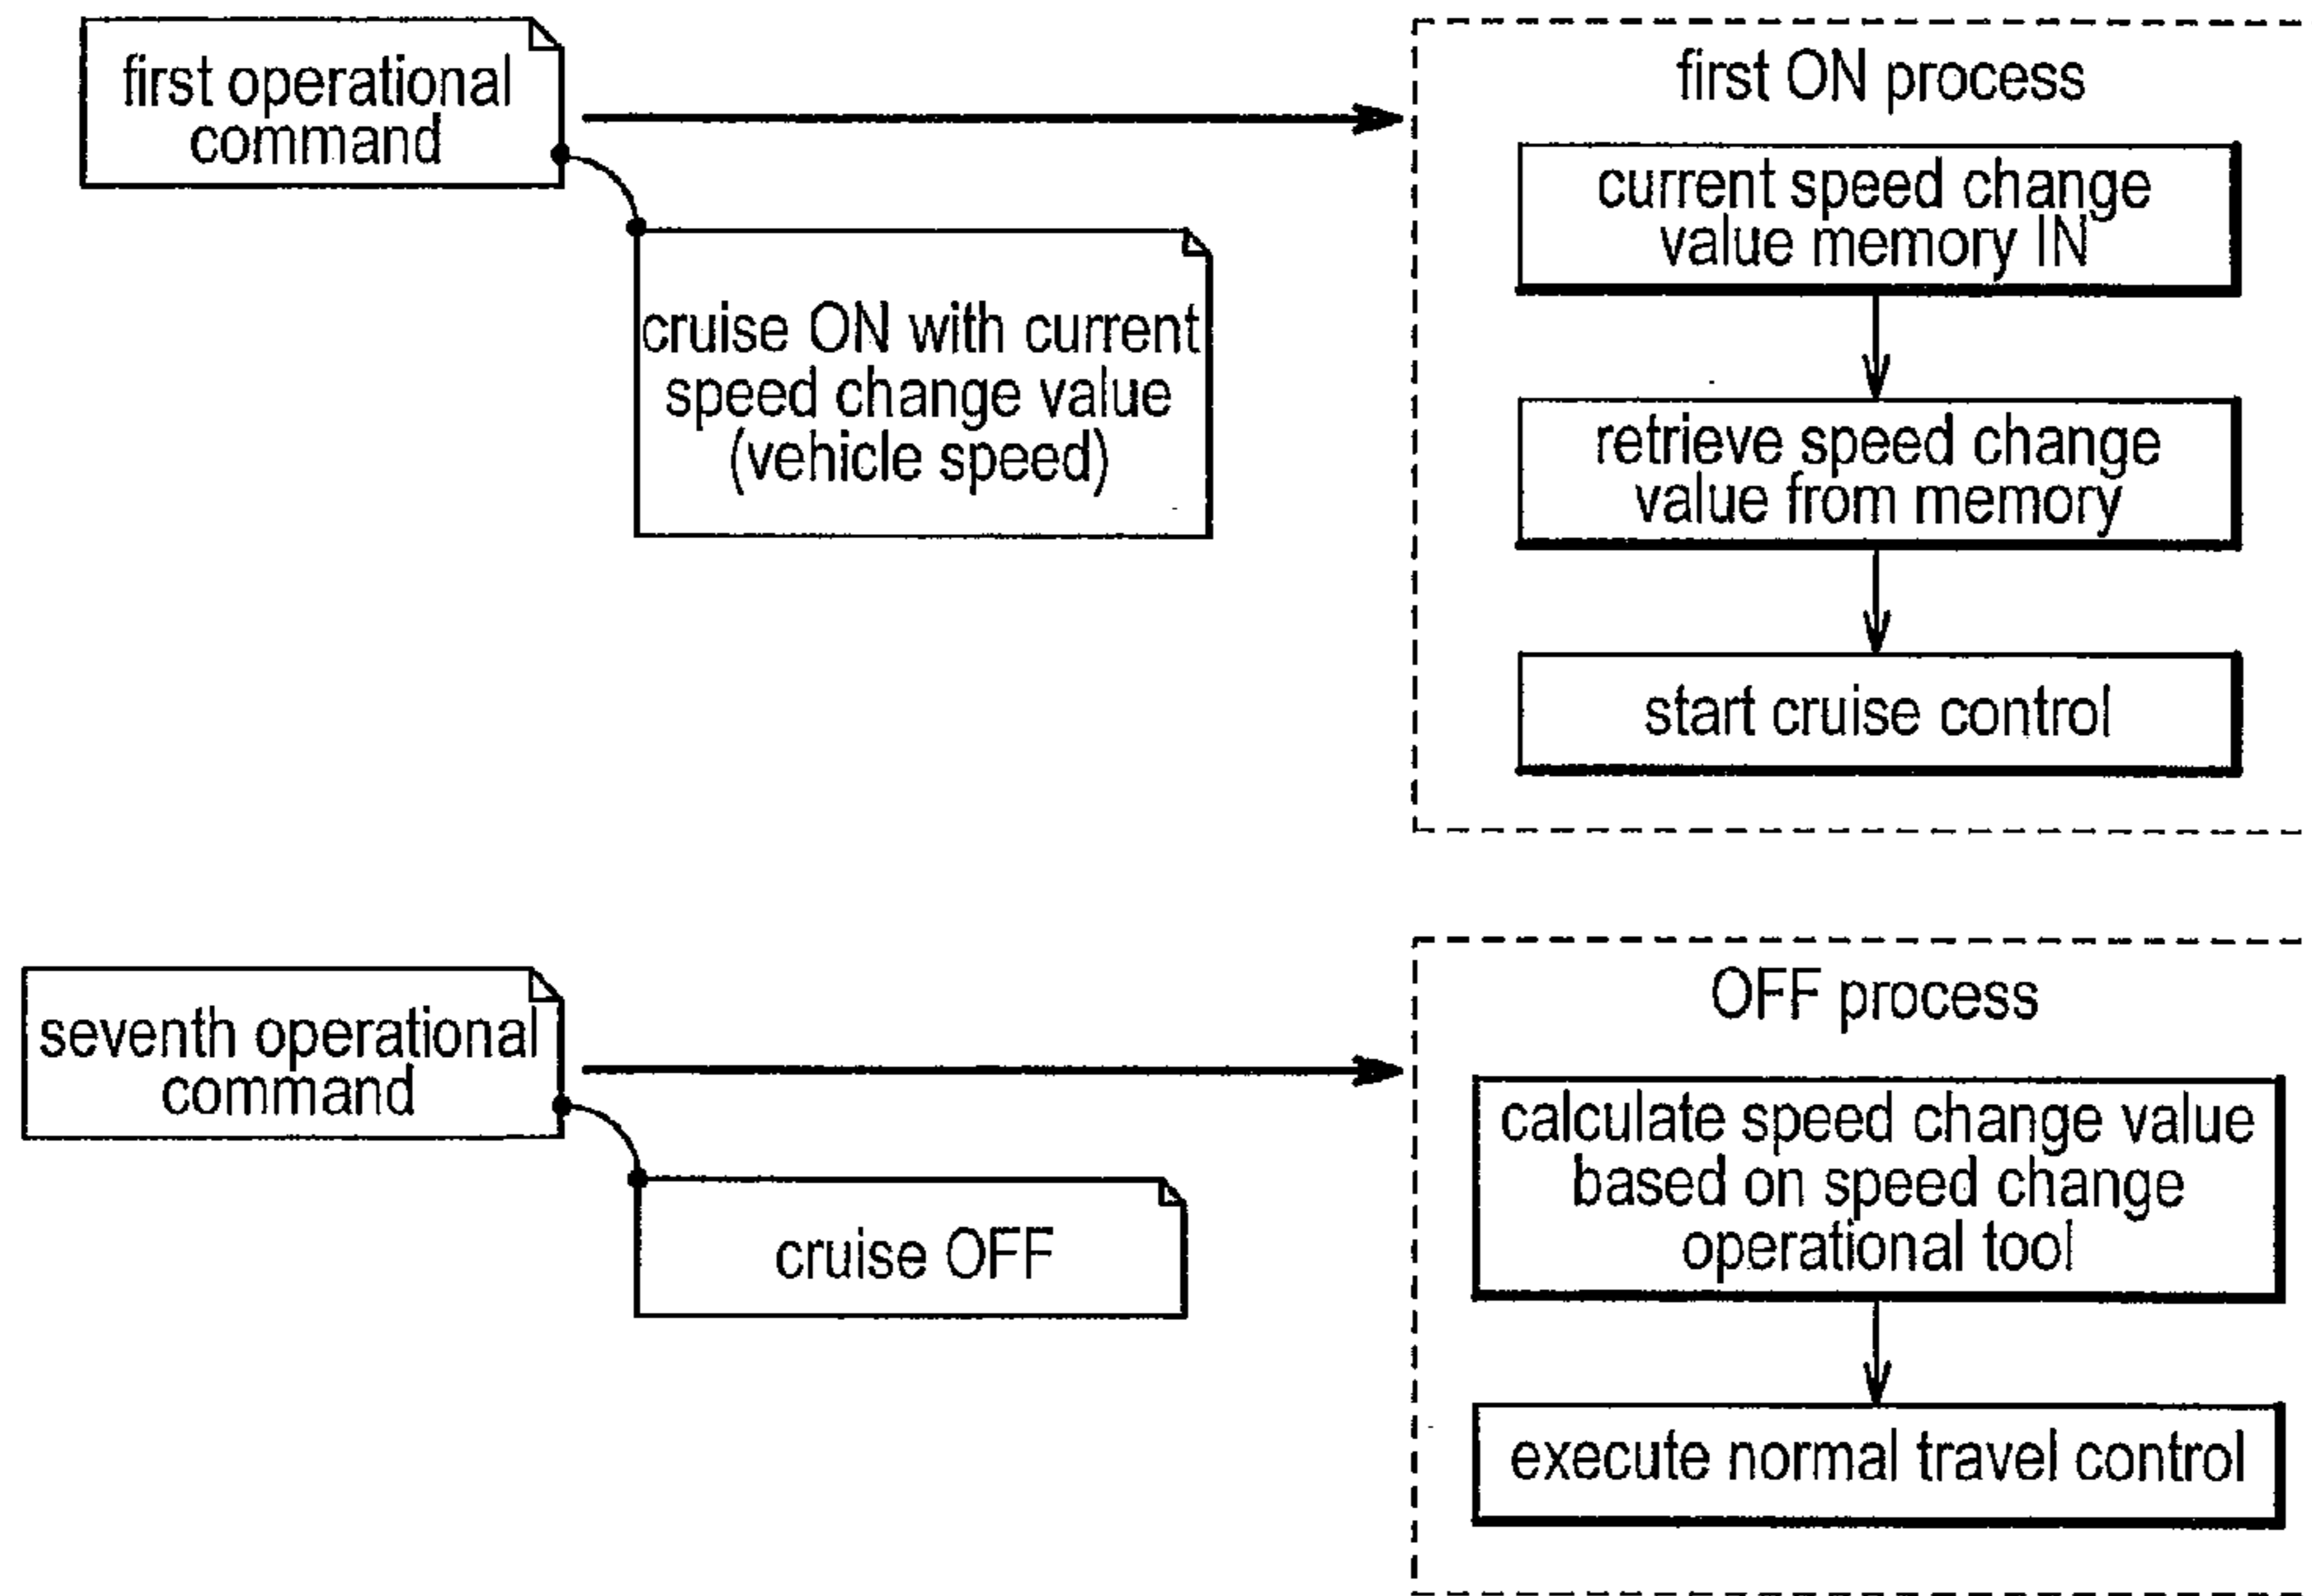 first operational
command
cruise ON with current
speed change value
(vehicle speed)
first ON process
current speed change
value memory IN
retrieve speed change
value from memory
start cruise control
seventh operational
command
cruise OFF
OFF process
calculate speed change value
based on speed change
operational tool
execute normal travel control